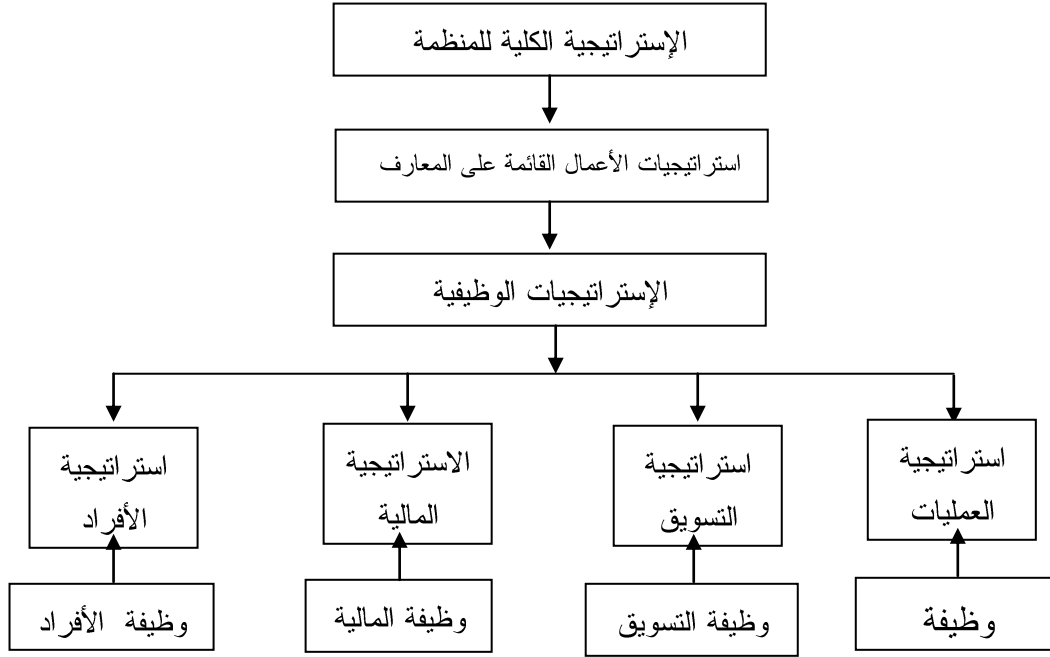 الإستراتيجية الكلية للمنظمة
استراتيجيات الأعمال القائمة على المعارف
الإستراتيجيات الوظيفية
استراتيجية
العمليات
استراتيجية
التسويق
الاستراتيجية
المالية
استراتيجية
الأفراد
وظيفة
وظيفة التسويق
وظيفة المالية
وظيفة الأفراد